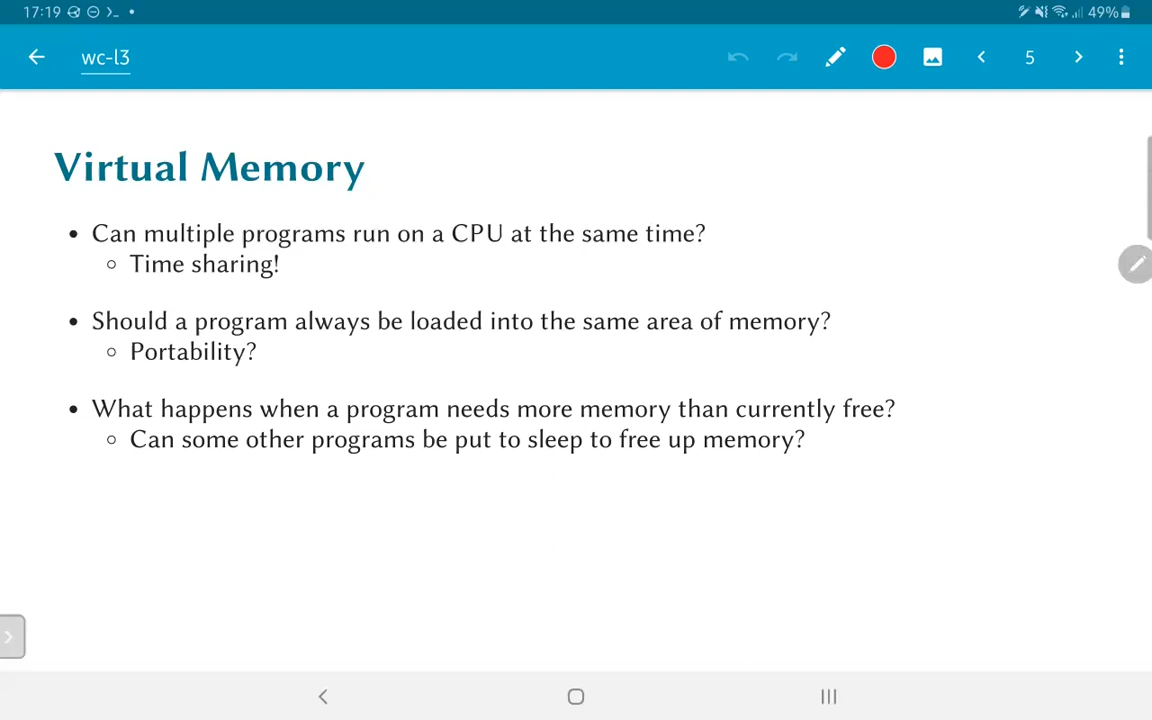 17:19
49%
wc-l3
5
Virtual Memory
• Can multiple programs run on a CPU at the same time?
◦ Time sharing!
• Should a program always be loaded into the same area of memory?
◦ Portability?
• What happens when a program needs more memory than currently free?
◦ Can some other programs be put to sleep to free up memory?